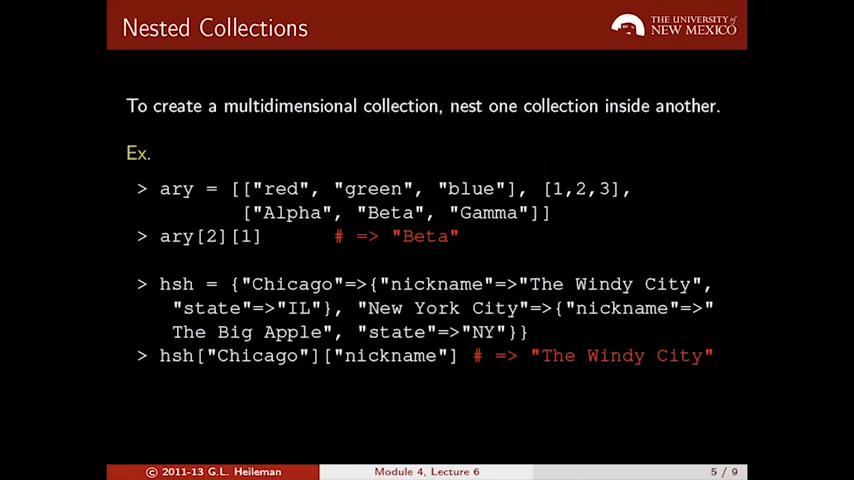 Nested Collections
THE UNIVERSITY of
NEW MEXICO
To create a multidimensional collection, nest one collection inside another.
Ex.
> ary = [["red", "green", "blue"], [1,2,3],
["Alpha", "Beta", "Gamma"]]
> ary[2][1] # => "Beta"
> hsh = {"Chicago"=>{"nickname"=>"The Windy City",
"state"=>"IL"}, "New York City"=>{"nickname"=>"
The Big Apple", "state"=>"NY"}}
> hsh["Chicago"]["nickname"] # => "The Windy City"
© 2011-13 G.L. Heileman Module 4, Lecture 6 5 / 9